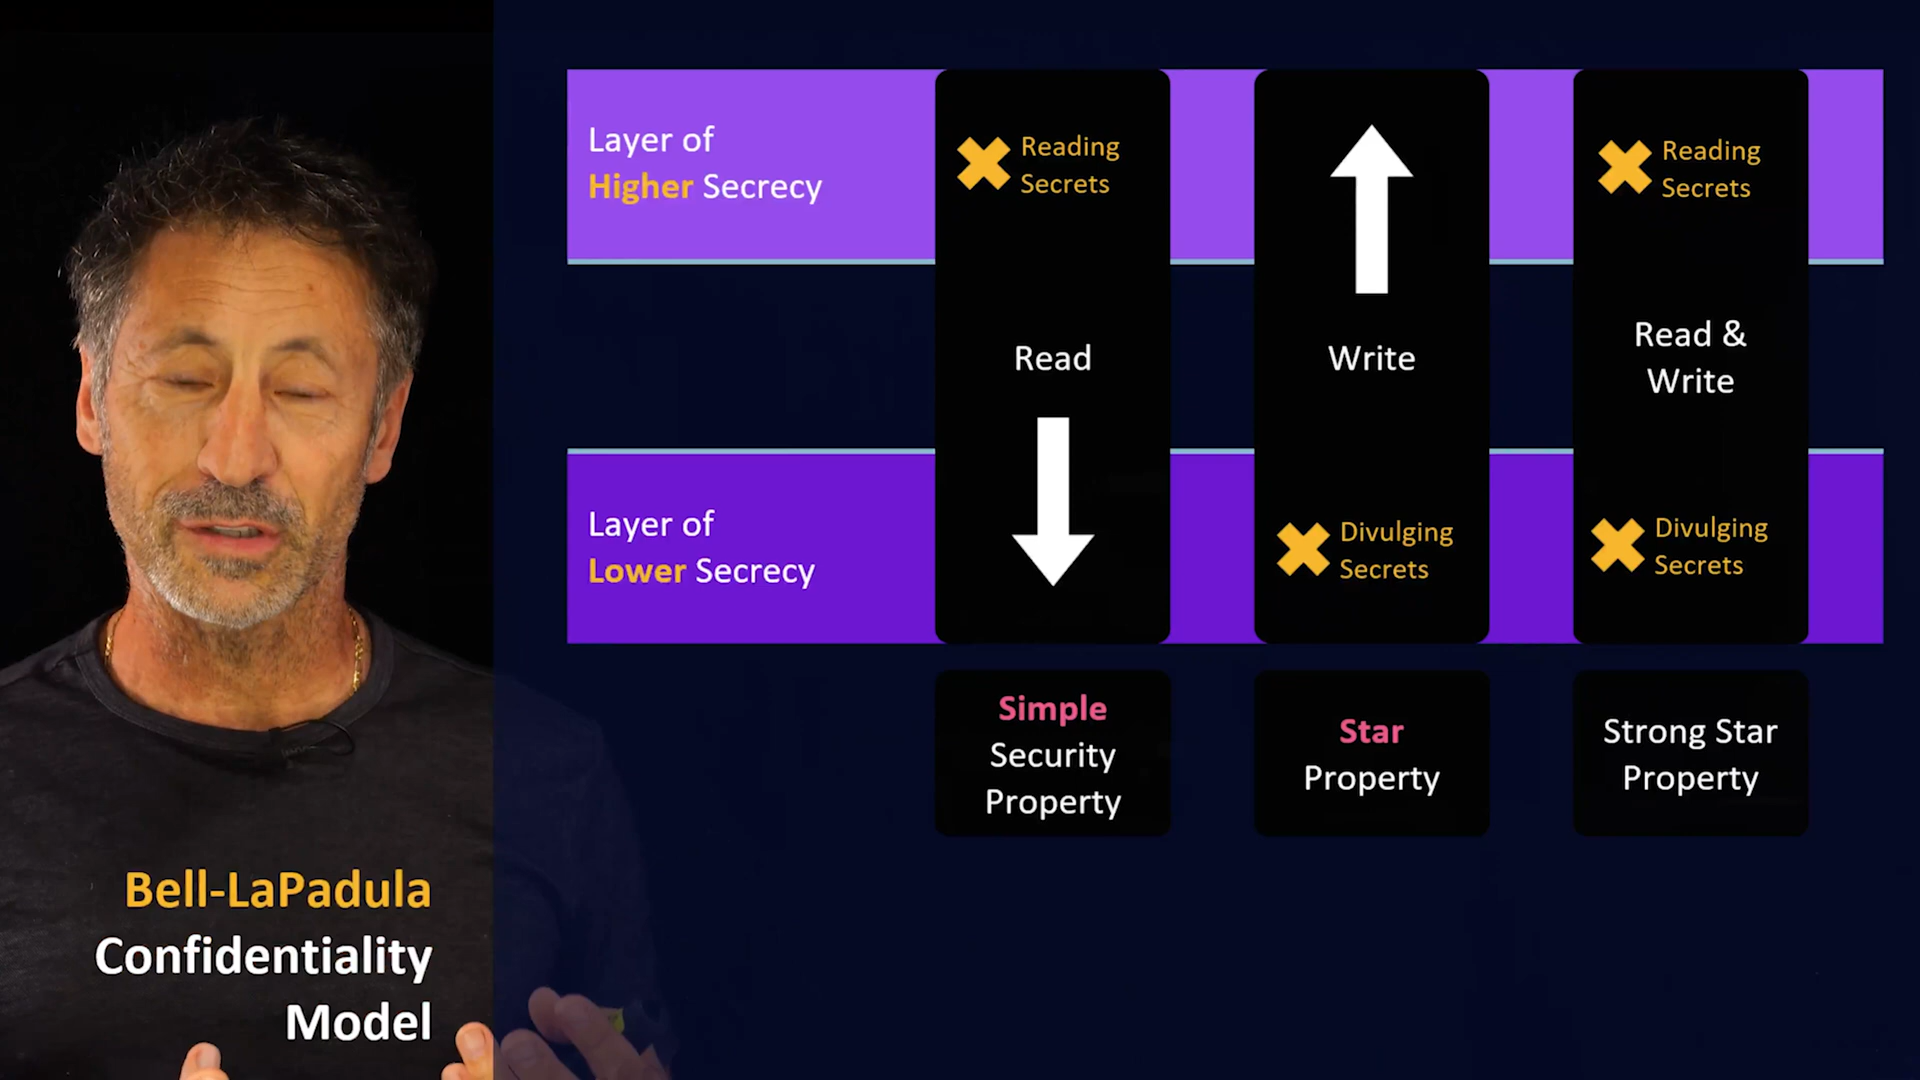 Layer of
Higher Secrecy
Reading
Secrets
Reading
Secrets
Read
Write
Read &
Write
Layer of
Lower Secrecy
Divulging
Secrets
Divulging
Secrets
Simple
Security
Property
Star
Property
Strong Star
Property
Bell-LaPadula
Confidentiality
Model